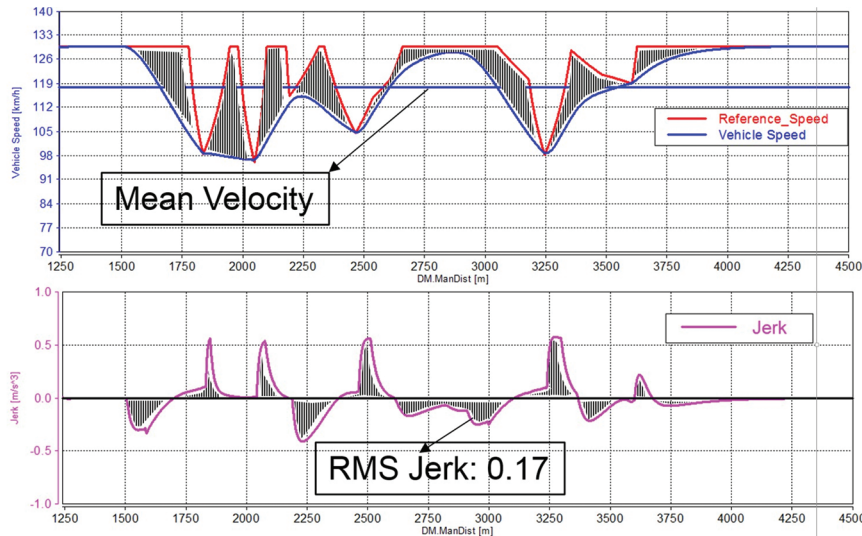 140
133
126
119
112
105
98
91
84
77
70
Vehicle Speed [km/h]
Reference_Speed
Vehicle Speed
Mean Velocity
1250 1500 1750 2000 2250 2500 2750 3000 3250 3500 3750 4000 4250 4500
DM.ManDist [m]
1.0
0.5
0.0
-0.5
-1.0
Jerk [m/s^3]
Jerk
RMS Jerk: 0.17
1250 1500 1750 2000 2250 2500 2750 3000 3250 3500 3750 4000 4250 4500
DM.ManDist [m]